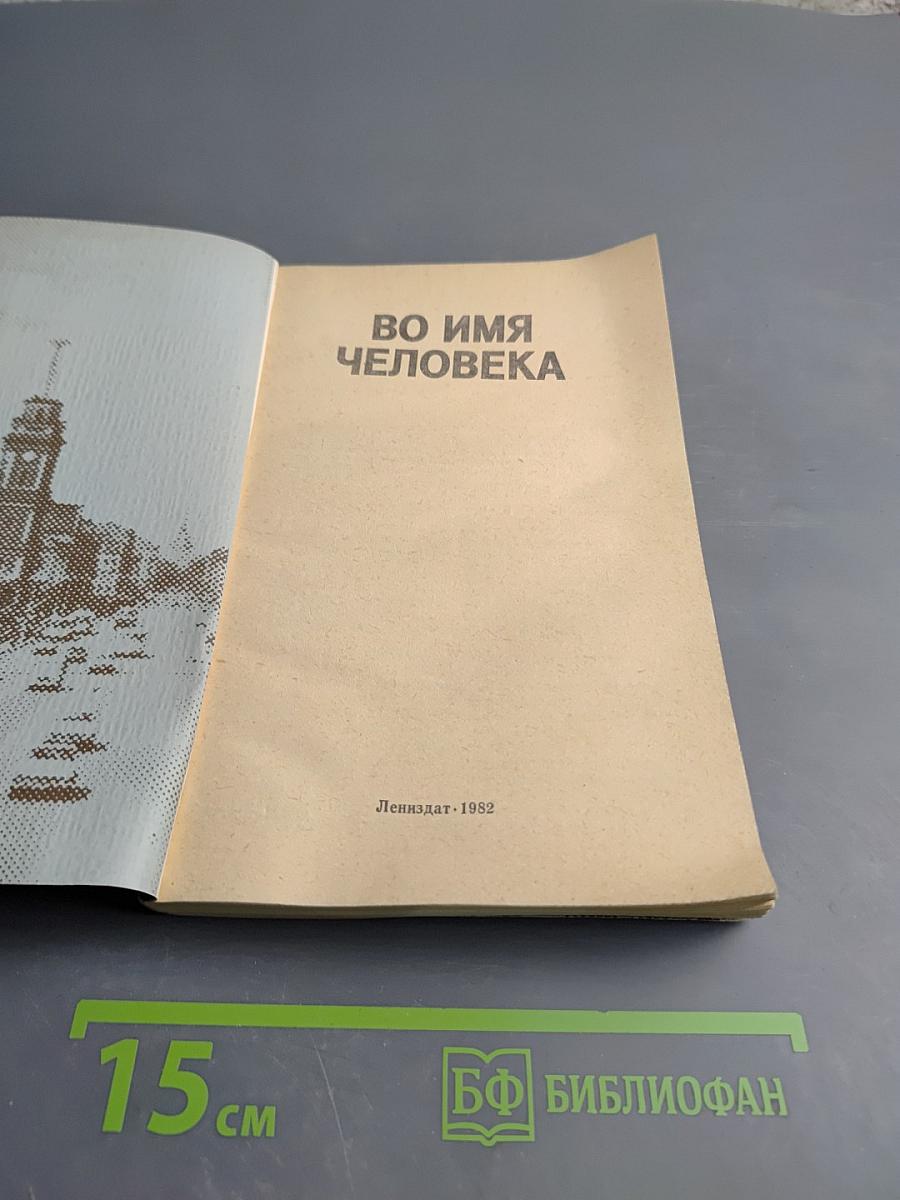 ВО ИМЯ
ЧЕЛОВЕКА
Лениздат · 1982
15 см
БФ БИБЛИОФАН